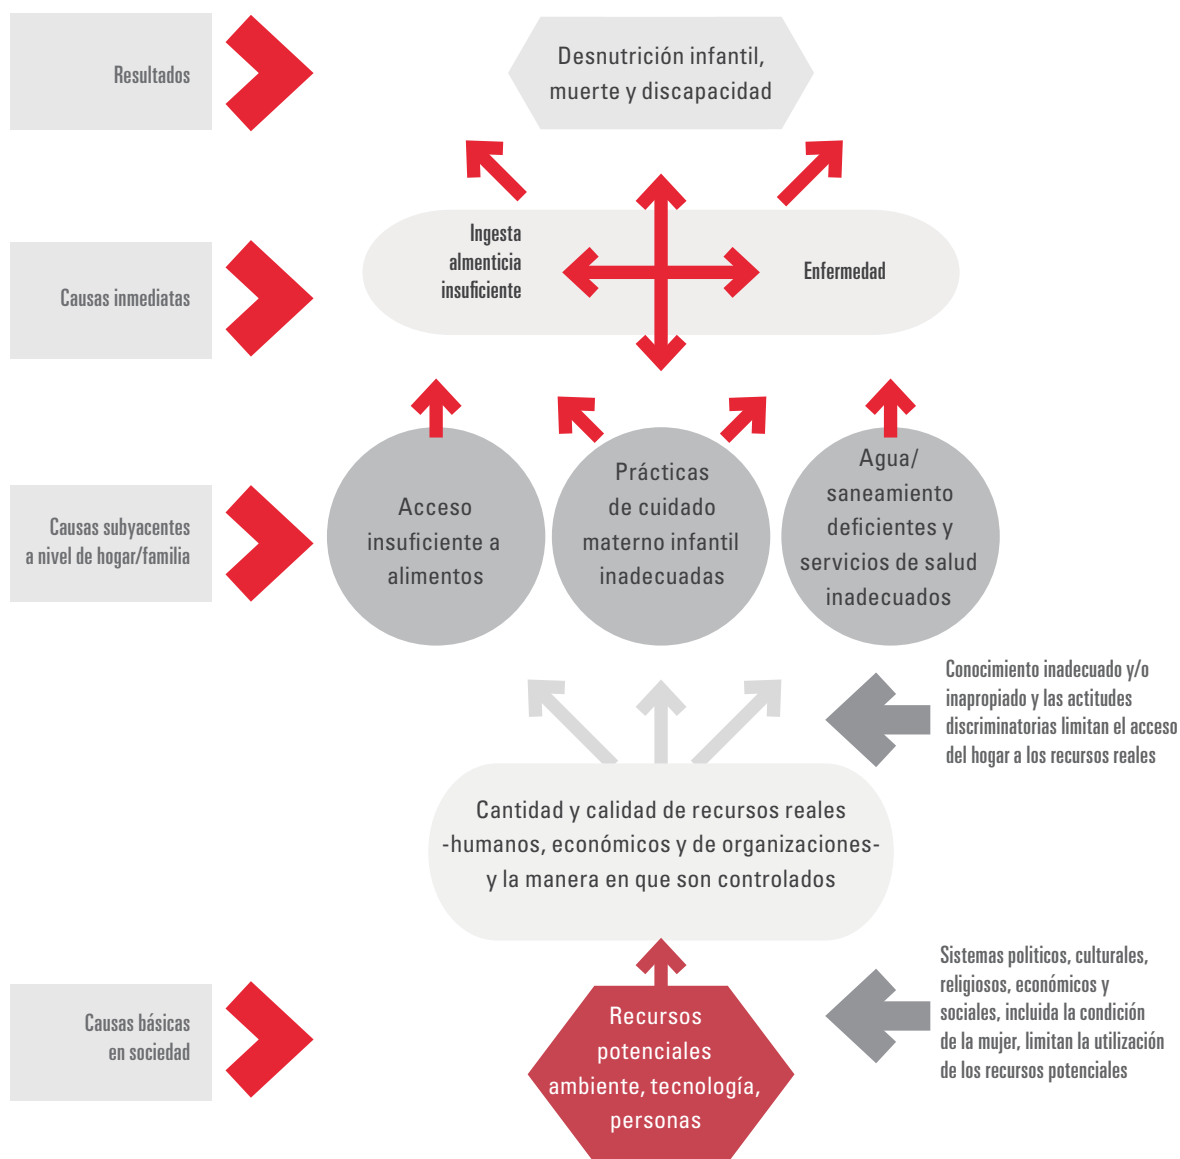 Resultados
Desnutrición infantil,
muerte y discapacidad
Causas inmediatas
Ingesta
almenticia
insuficiente
Enfermedad
Causas subyacentes
a nivel de hogar/familia
Acceso
insuficiente a
alimentos
Prácticas
de cuidado
materno infantil
inadecuadas
Agua/
saneamiento
deficientes y
servicios de salud
inadecuados
Conocimiento inadecuado y/o
inapropiado y las actitudes
discriminatorias limitan el acceso
del hogar a los recursos reales
Cantidad y calidad de recursos reales
-humanos, económicos y de organizaciones-
y la manera en que son controlados
Causas básicas
en sociedad
Recursos
potenciales
ambiente, tecnología,
personas
Sistemas politicos, culturales,
religiosos, económicos y
sociales, incluida la condición
de la mujer, limitan la utilización
de los recursos potenciales